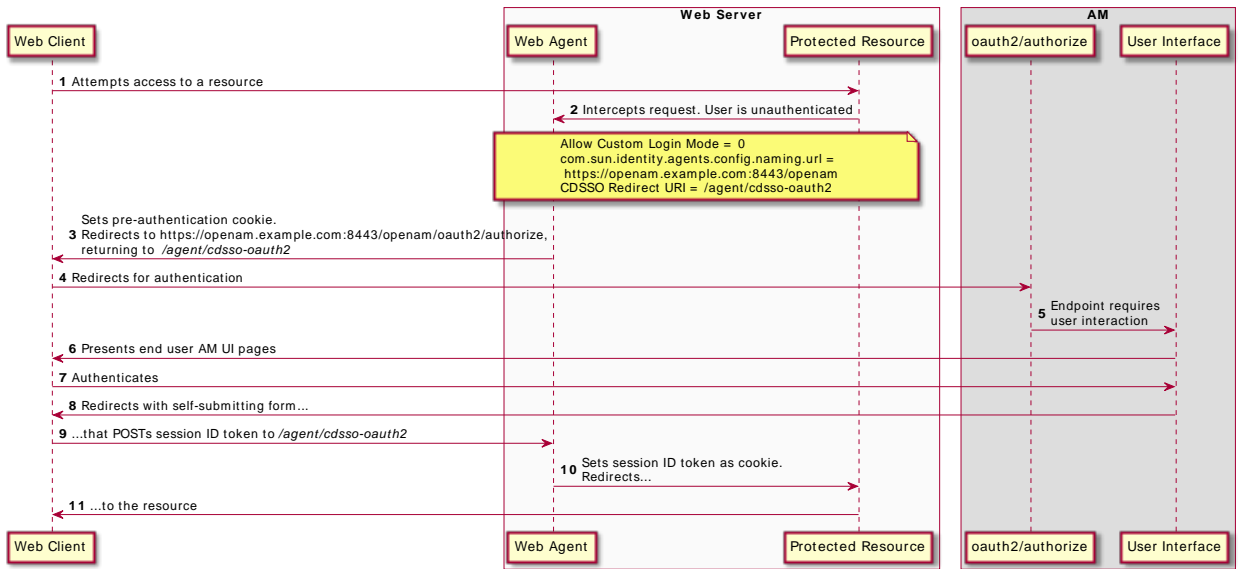 Web Server
AM
Web Client
Web Agent
Protected Resource
oauth2/authorize
User Interface
1 Attempts access to a resource
2 Intercepts request. User is unauthenticated
Allow Custom Login Mode = 0
com.sun.identity.agents.config.naming.url =
https://openam.example.com:8443/openam
CDSSO Redirect URI = /agent/cdsso-oauth2
Sets pre-authentication cookie.
3 Redirects to https://openam.example.com:8443/openam/oauth2/authorize,
returning to /agent/cdsso-oauth2
4 Redirects for authentication
Endpoint requires
5 user interaction
6 Presents end user AM UI pages
7 Authenticates
8 Redirects with self-submitting form...
9 ...that POSTs session ID token to /agent/cdsso-oauth2
10 Sets session ID token as cookie.
Redirects...
11 ...to the resource
Web Client
Web Agent
Protected Resource
oauth2/authorize
User Interface